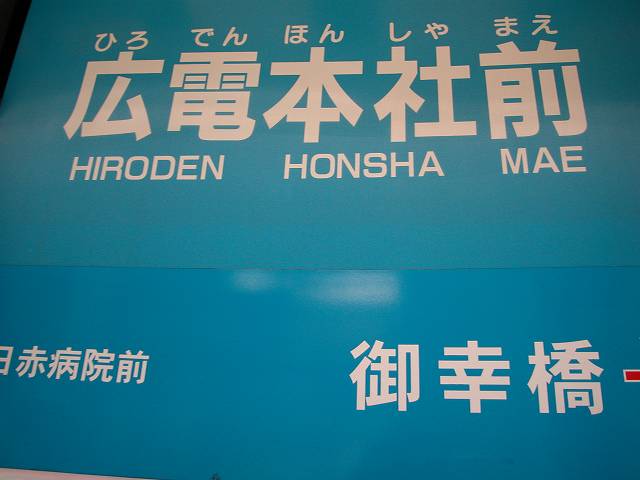 ひろ でん ほん しゃ まえ
広電本社前
HIRODEN HONSHA MAE
日赤病院前 御幸橋